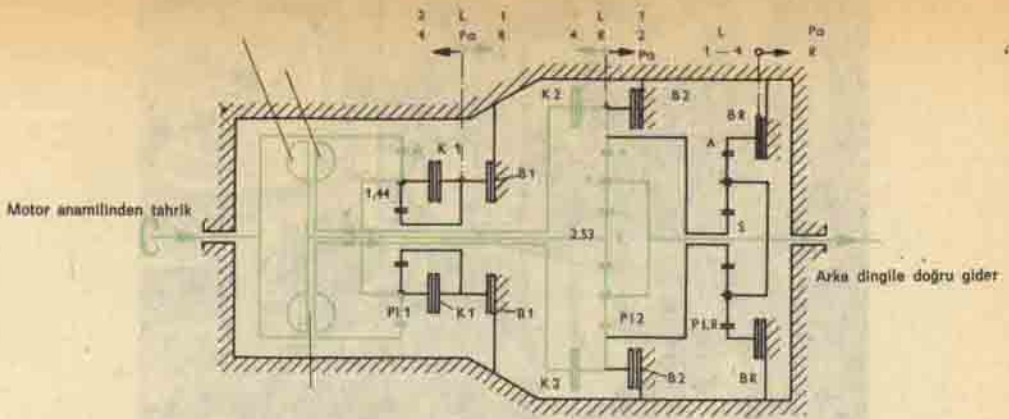 3 L 1
4 Pa R
L 1
4 R 2
Pa
L Pa
1 — 4 R
K 2
B 2
BR
K 1
A
B 1
1,44
Motor anamilinden tahrik
S
2.53
Arka dingile doğru gider
Pl.1
K 1
B 1
Pl.2
Pl.R
K 2
B 2
BR